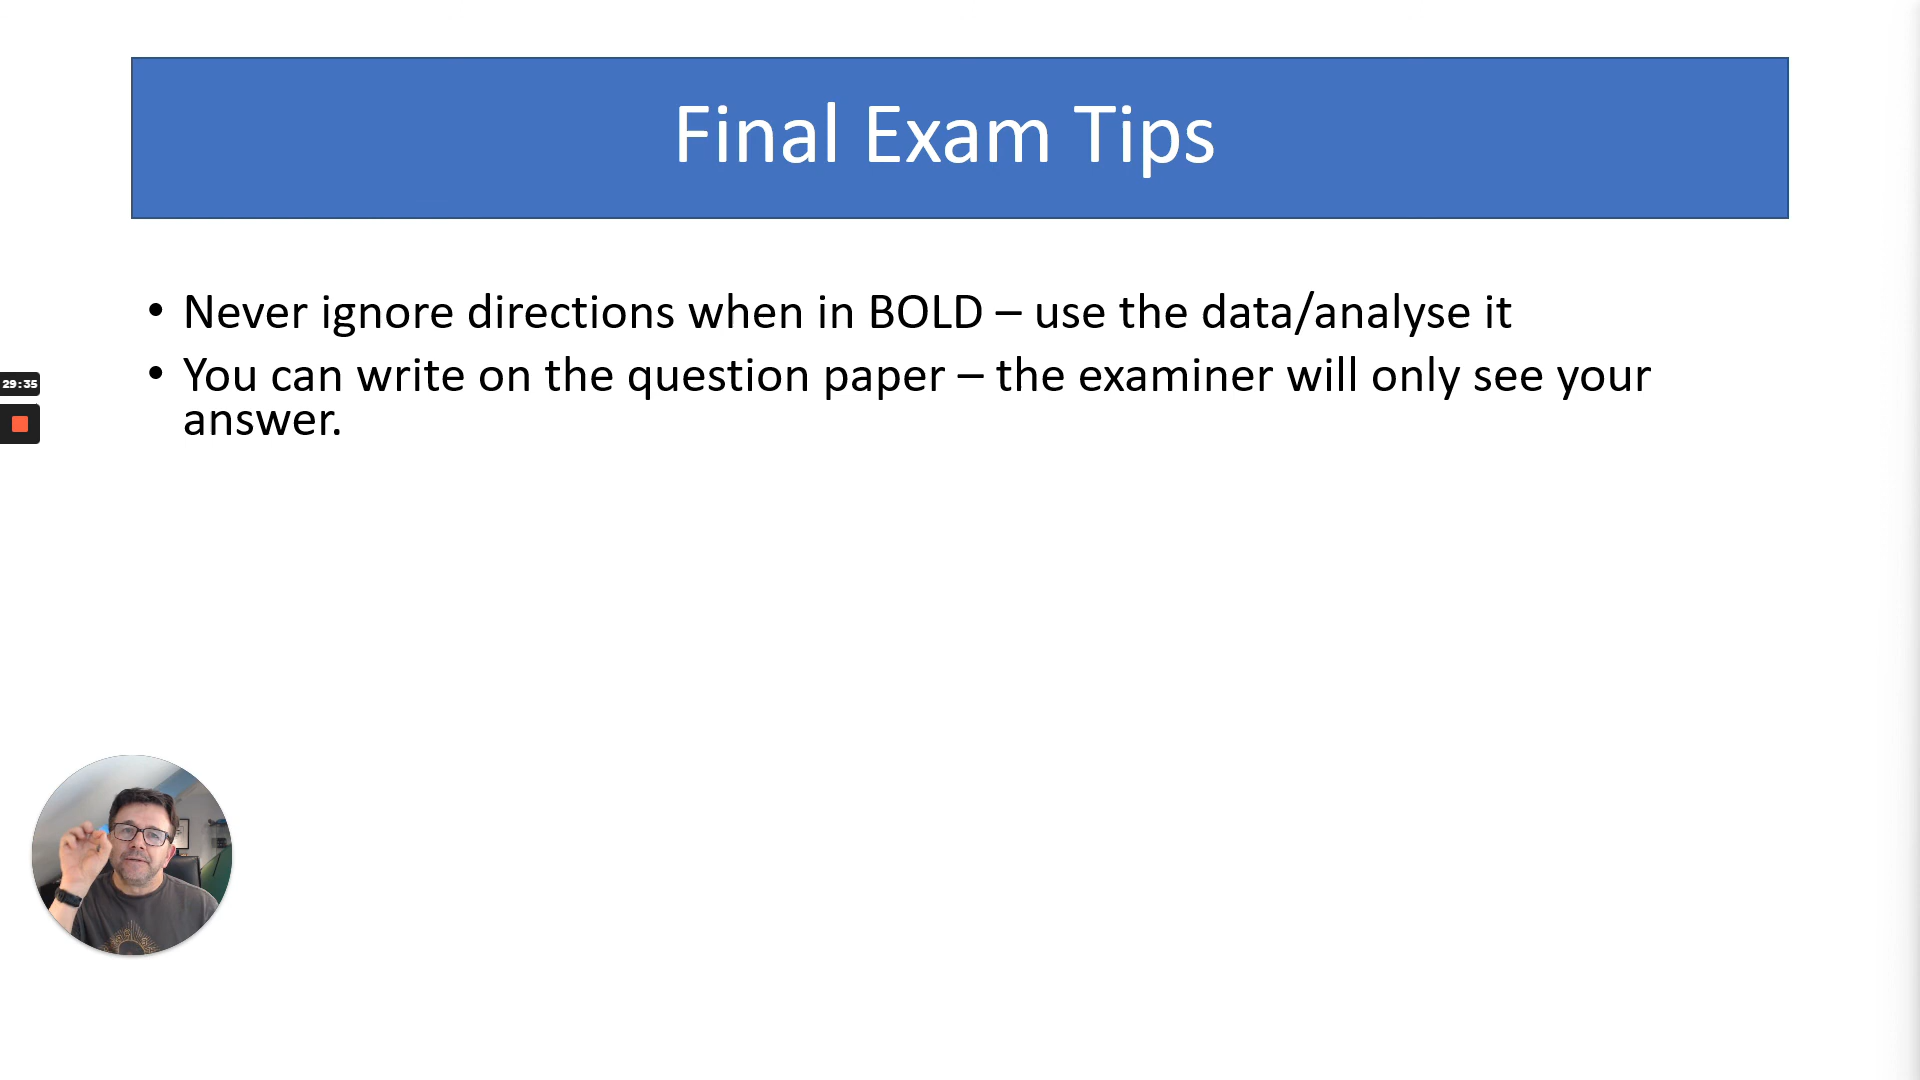 Final Exam Tips
• Never ignore directions when in BOLD – use the data/analyse it
• You can write on the question paper – the examiner will only see your
answer.
29:35